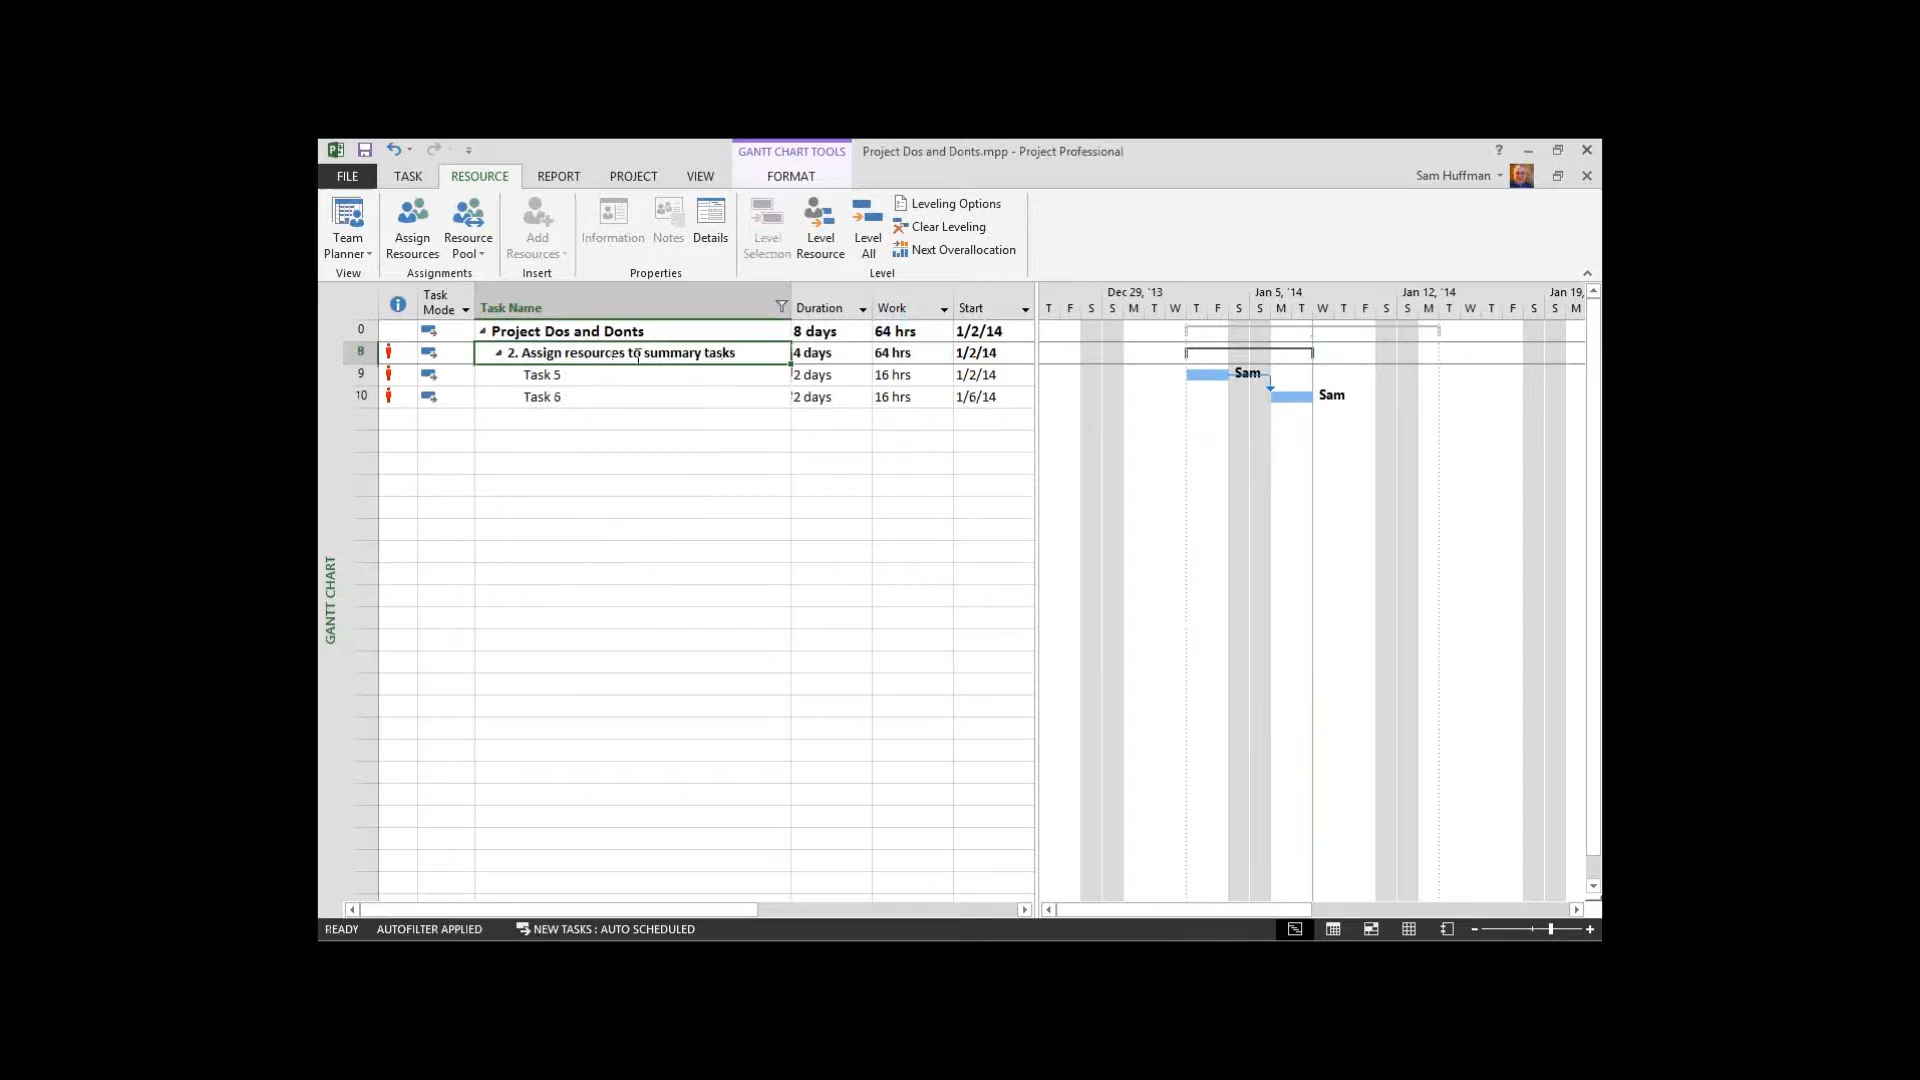 GANTT CHART TOOLS Project Dos and Donts.mpp - Project Professional ?
FILE TASK RESOURCE REPORT PROJECT VIEW FORMAT Sam Huffman
Team Planner
Assign Resources
Resource Pool
Add Resources
Information
Notes
Details
Level Selection
Level Resource
Level All
Leveling Options
Clear Leveling
Next Overallocation
View Assignments Insert Properties Level
Task Mode Task Name Duration Work Start
Dec 29, '13 Jan 5, '14 Jan 12, '14 Jan 19,
T F S S M T W T F S S M T W T F S S M T W T F S S M
0 Project Dos and Donts 8 days 64 hrs 1/2/14
8 2. Assign resources to summary tasks 4 days 64 hrs 1/2/14
9 Task 5 2 days 16 hrs 1/2/14 Sam
10 Task 6 2 days 16 hrs 1/6/14 Sam
GANTT CHART
READY AUTOFILTER APPLIED NEW TASKS : AUTO SCHEDULED